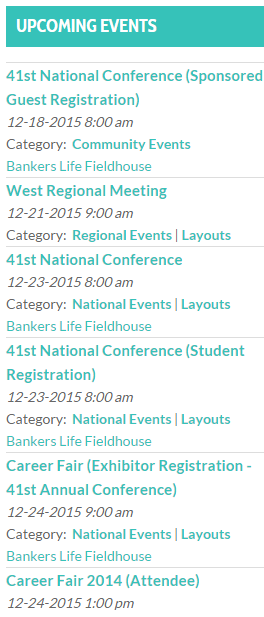 UPCOMING EVENTS
41st National Conference (Sponsored
Guest Registration)
12-18-2015 8:00 am
Category: Community Events
Bankers Life Fieldhouse
West Regional Meeting
12-21-2015 9:00 am
Category: Regional Events | Layouts
41st National Conference
12-23-2015 8:00 am
Category: National Events | Layouts
Bankers Life Fieldhouse
41st National Conference (Student
Registration)
12-23-2015 8:00 am
Category: National Events | Layouts
Bankers Life Fieldhouse
Career Fair (Exhibitor Registration -
41st Annual Conference)
12-24-2015 9:00 am
Category: National Events | Layouts
Bankers Life Fieldhouse
Career Fair 2014 (Attendee)
12-24-2015 1:00 pm